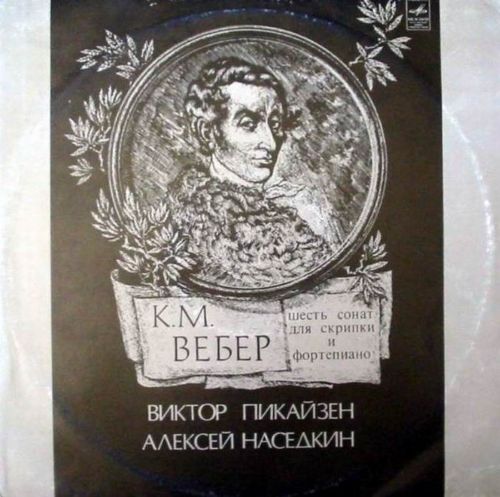 К.М.
ВЕБЕР
шесть сонат
для скрипки
и
фортепиано
ВИКТОР ПИКАЙЗЕН
АЛЕКСЕЙ НАСЕДКИН